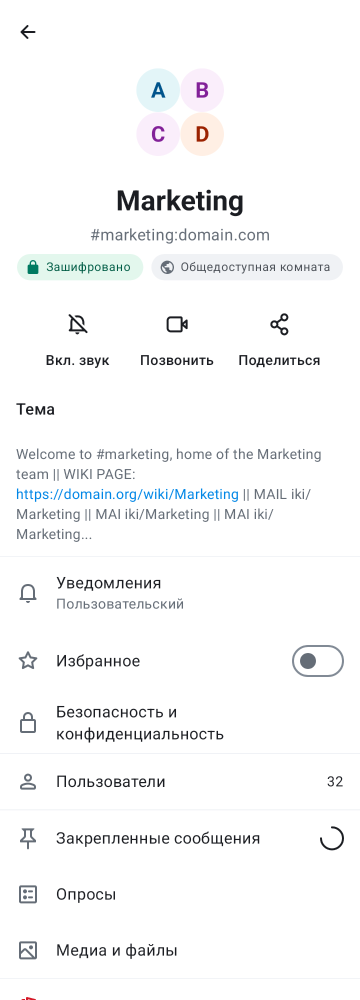 A B
C D
Marketing
#marketing:domain.com
Зашифровано Общедоступная комната
Вкл. звук Позвонить Поделиться
Тема
Welcome to #marketing, home of the Marketing
team || WIKI PAGE:
https://domain.org/wiki/Marketing || MAIL iki/
Marketing || MAI iki/Marketing || MAI iki/
Marketing...
Уведомления
Пользовательский
Избранное
Безопасность и
конфиденциальность
Пользователи 32
Закрепленные сообщения
Опросы
Медиа и файлы